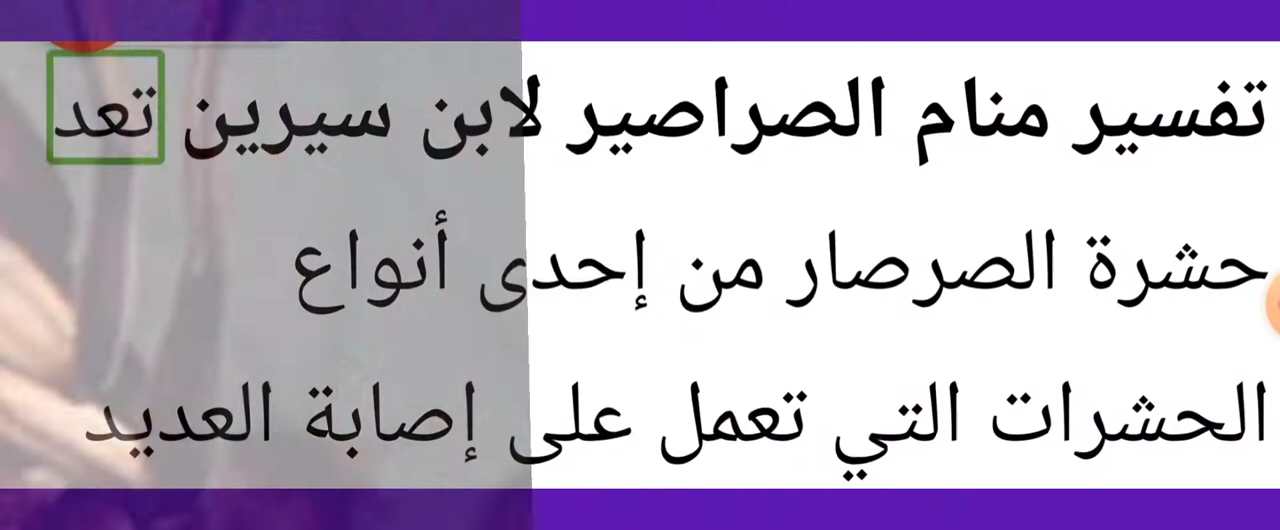 تفسير منام الصراصير لابن سيرين تعد
حشرة الصرصار من إحدى أنواع
الحشرات التي تعمل على إصابة العديد